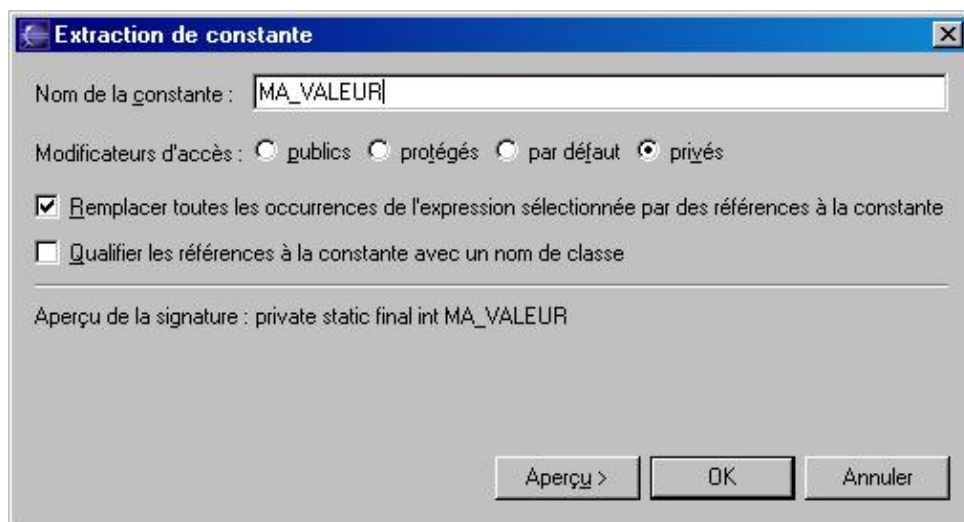 Extraction de constante
Nom de la constante : MA_VALEUR
Modificateurs d'accès : publics protégés par défaut privés
Remplacer toutes les occurrences de l'expression sélectionnée par des références à la constante
Qualifier les références à la constante avec un nom de classe
Aperçu de la signature : private static final int MA_VALEUR
Aperçu > OK Annuler